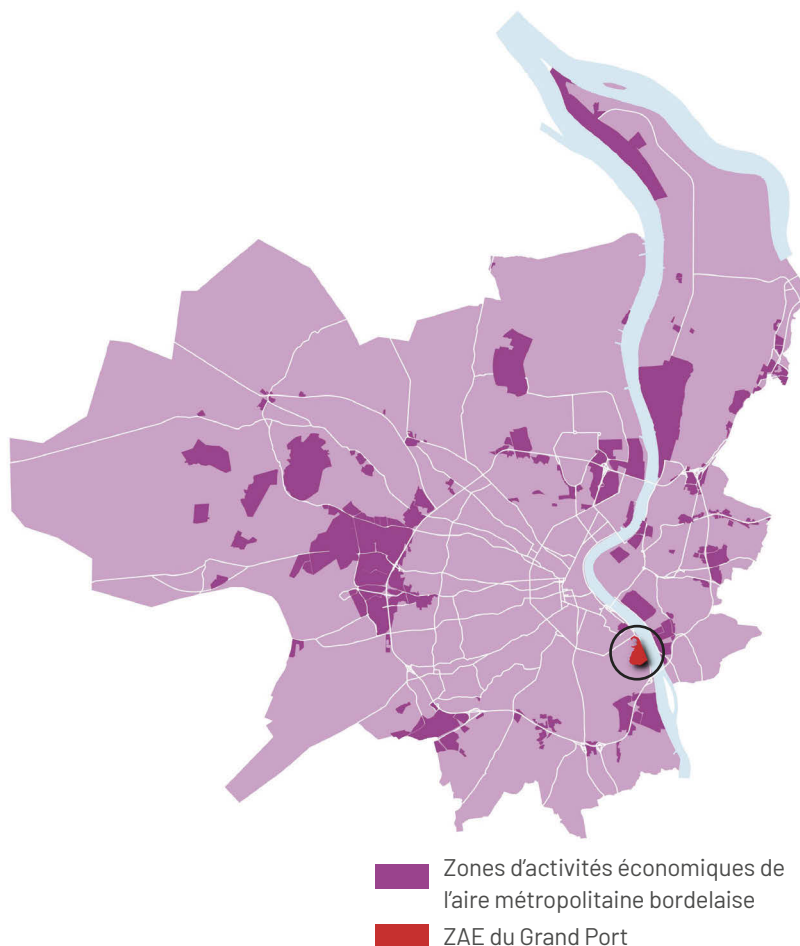 Zones d'activités économiques de
l'aire métropolitaine bordelaise
ZAE du Grand Port